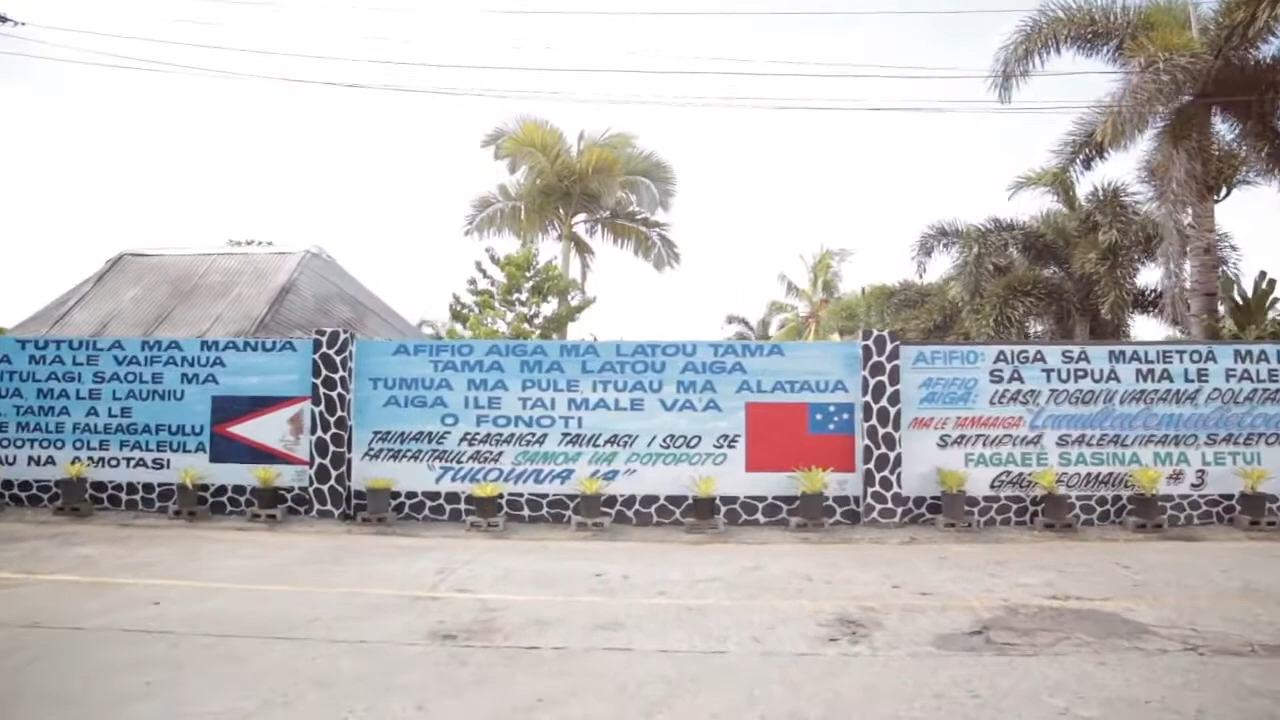 TUTUILA MA MANU'A
A MA LE VAIFANUA
ITULAGI, SAOLE MA
UA, MA LE LAUNIU
A. TAMA A LE
E MALE FALEAGAFULU
OOTOO OLE FALEULA
AU NA AMOTASI
AFIFIO AIGA MA LATOU TAMA
TAMA MA LATOU AIGA
TUMUA MA PULE, ITUAU MA ALATAUA
AIGA ILE TAI MALE VA'A
O FONOTI
TAINANE FEAGAIGA TAULAGI I SOO SE
FATAFAITAULAGA. SAMOA UA POTOPOTO
"TULOUNA
AFIFIO: AIGA SĀ MALIETOĀ MA
AFIFIO AIGA: SĀ TUPUĀ MA LE FALE
LEASI, TOGOIU VAGANA, POLATA
MA LE TAMAAIGA:
SAITUPUA, SALEALIIFANO, SALETO
FAGAEE, SASINA, MA LETUI
# 3